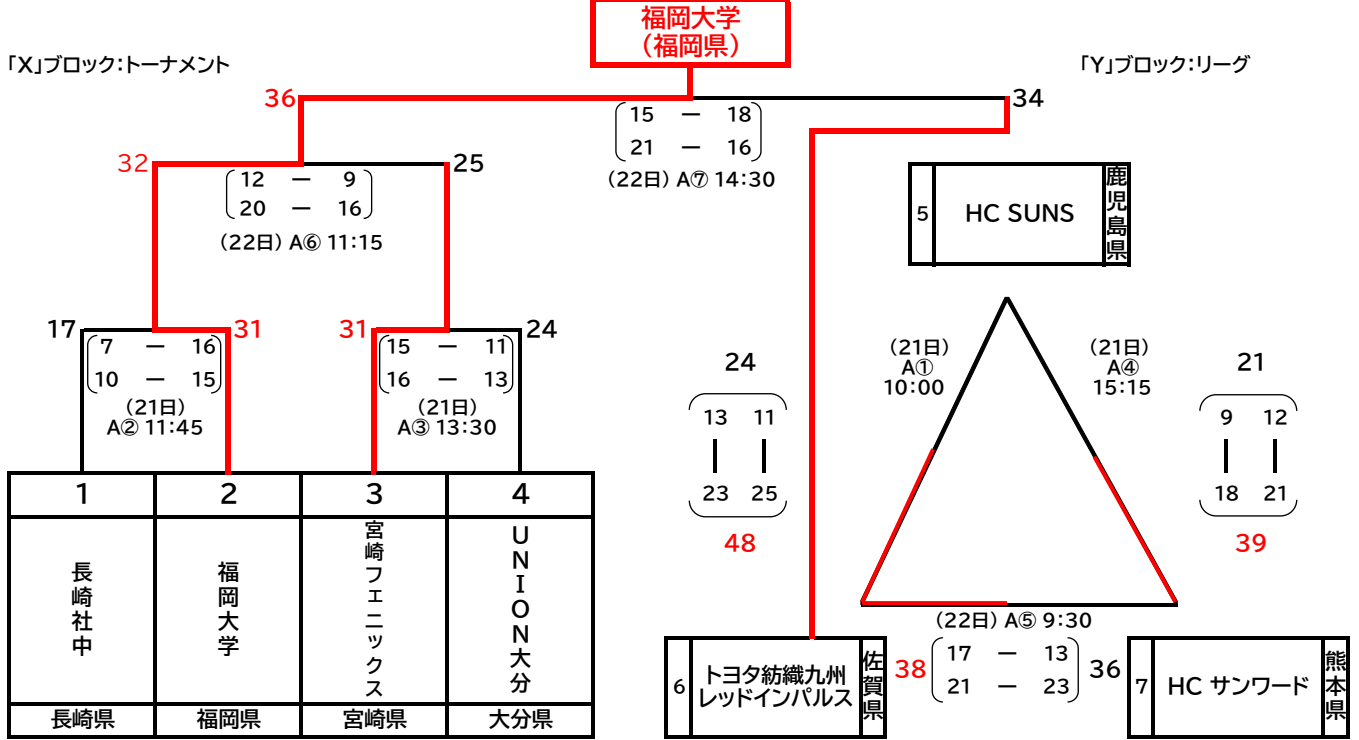 福岡大学
（福岡県）
「X」ブロック：トーナメント
「Y」ブロック：リーグ
36
34
15 － 18
21 － 16
（22日） A⑦ 14:30
32
25
12 － 9
20 － 16
（22日） A⑥ 11:15
17
31
7 － 16
10 － 15
（21日）
A② 11:45
31
24
15 － 11
16 － 13
（21日）
A③ 13:30
1
2
3
4
長崎社中
福岡大学
宮崎フェニックス
UNION大分
長崎県
福岡県
宮崎県
大分県
5
HC SUNS
鹿児島県
（21日）
A①
10:00
（21日）
A④
15:15
24
13 11
23 25
48
21
9 12
18 21
39
（22日） A⑤ 9:30
38
17 － 13
21 － 23
36
6
トヨタ紡織九州
レッドインパルス
佐賀県
7
HC サンワード
熊本県